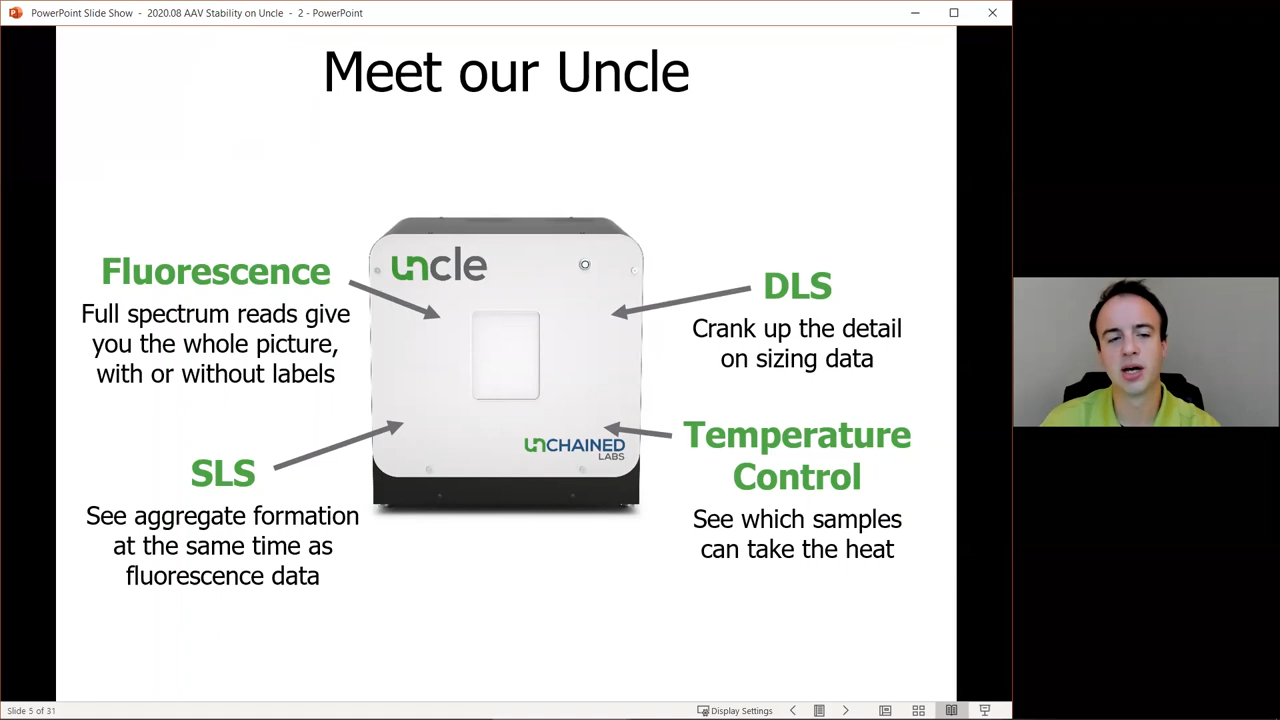 PowerPoint Slide Show - 2020.08 AAV Stability on Uncle - 2 - PowerPoint
Meet our Uncle
uncle
Fluorescence
Full spectrum reads give
you the whole picture,
with or without labels
DLS
Crank up the detail
on sizing data
SLS
See aggregate formation
at the same time as
fluorescence data
UNCHAINED
LABS
Temperature
Control
See which samples
can take the heat
Slide 5 of 31
Display Settings